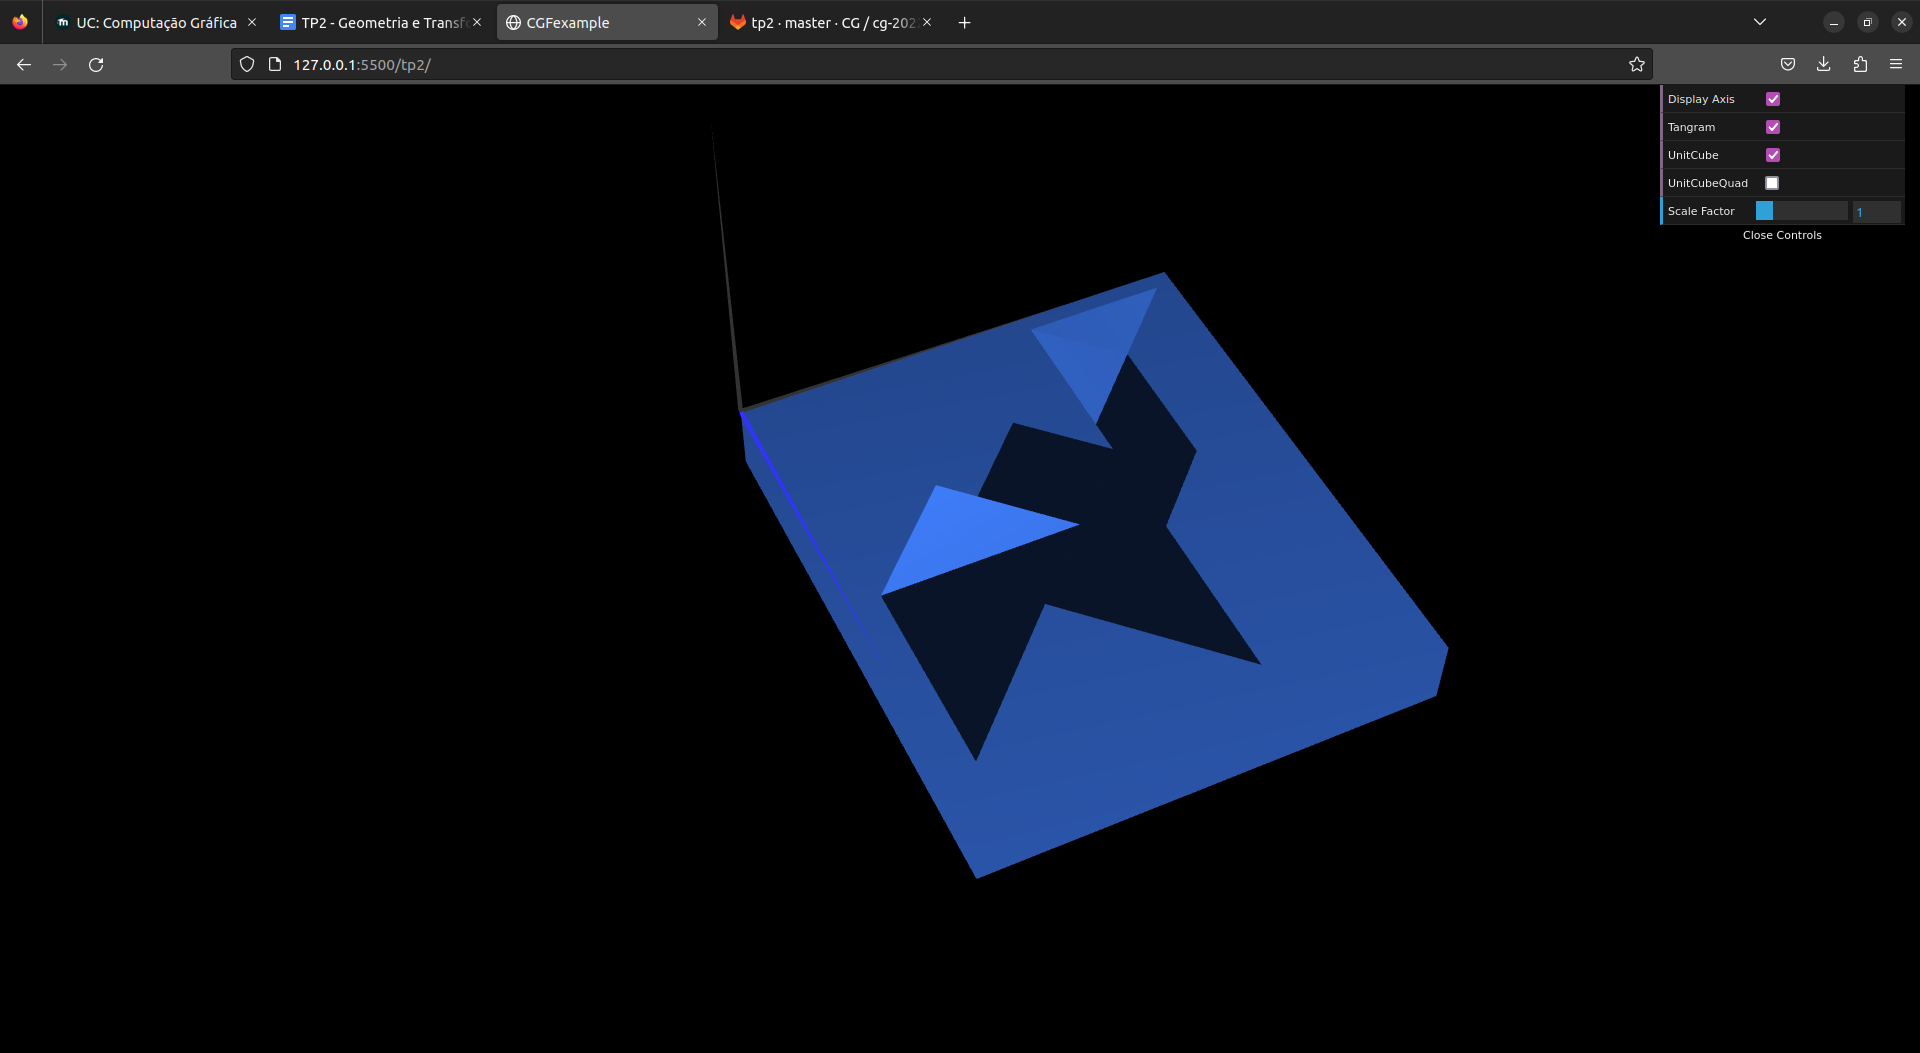 UC: Computação Gráfica
TP2 - Geometria e Transf
CGFexample
tp2 · master · CG / cg-202
127.0.0.1:5500/tp2/
Display Axis
Tangram
UnitCube
UnitCubeQuad
Scale Factor 1
Close Controls